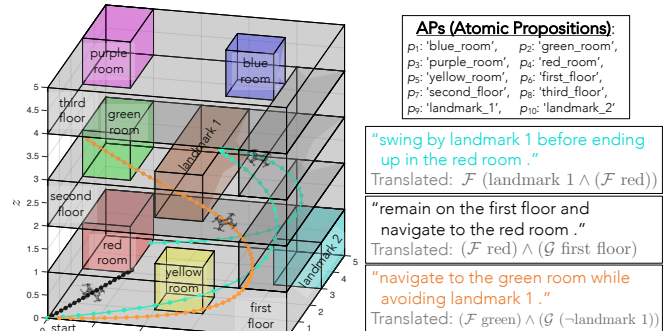 purple
room
blue
room
5
4.5
third
floor
4
green
room
landmark 1
3.5
3
z
2.5
second
floor
2
1.5
red
room
1
yellow
room
landmark 2
0.5
first
floor
0
start
0
1
2
3
4
5
APs (Atomic Propositions):
p₁: 'blue_room', p₂: 'green_room',
p₃: 'purple_room', p₄: 'red_room',
p₅: 'yellow_room', p₆: 'first_floor',
p₇: 'second_floor', p₈: 'third_floor',
p₉: 'landmark_1', p₁₀: 'landmark_2'
“swing by landmark 1 before ending
up in the red room .”
Translated: ℱ (landmark 1 ∧ (ℱ red))
“remain on the first floor and
navigate to the red room .”
Translated: (ℱ red) ∧ (𝒢 first floor)
“navigate to the green room while
avoiding landmark 1 .”
Translated: (ℱ green) ∧ (𝒢 (¬landmark 1))